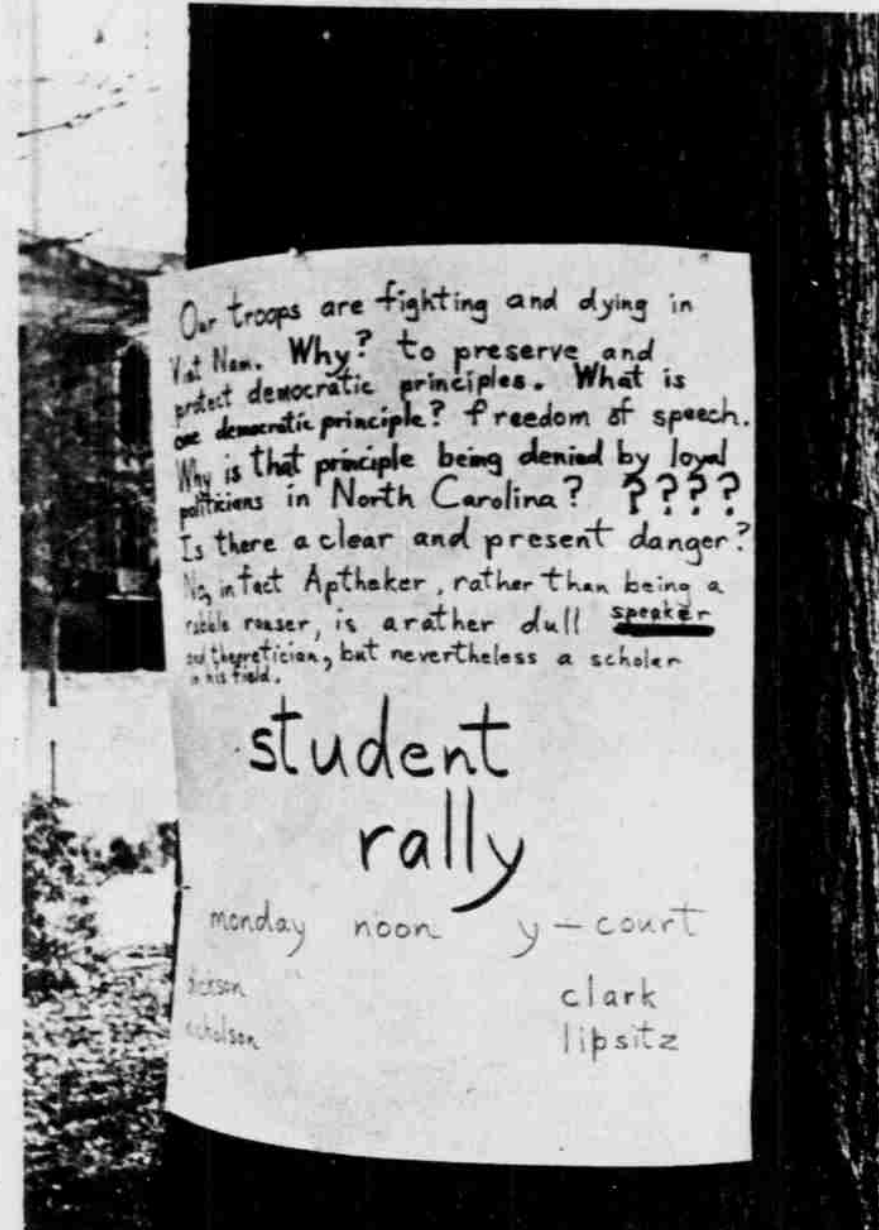 Our troops are fighting and dying in
Viet Nam. Why? to preserve and
protect democratic principles. What is
one democratic principle? freedom of speech.
Why is that principle being denied by loyal
politicians in North Carolina? ????
Is there a clear and present danger?
No, in fact Aptheker, rather than being a
rabble rouser, is a rather dull speaker
and theoretician, but nevertheless a scholer
in his field.
student
rally
monday noon y-court
clark
lipsitz